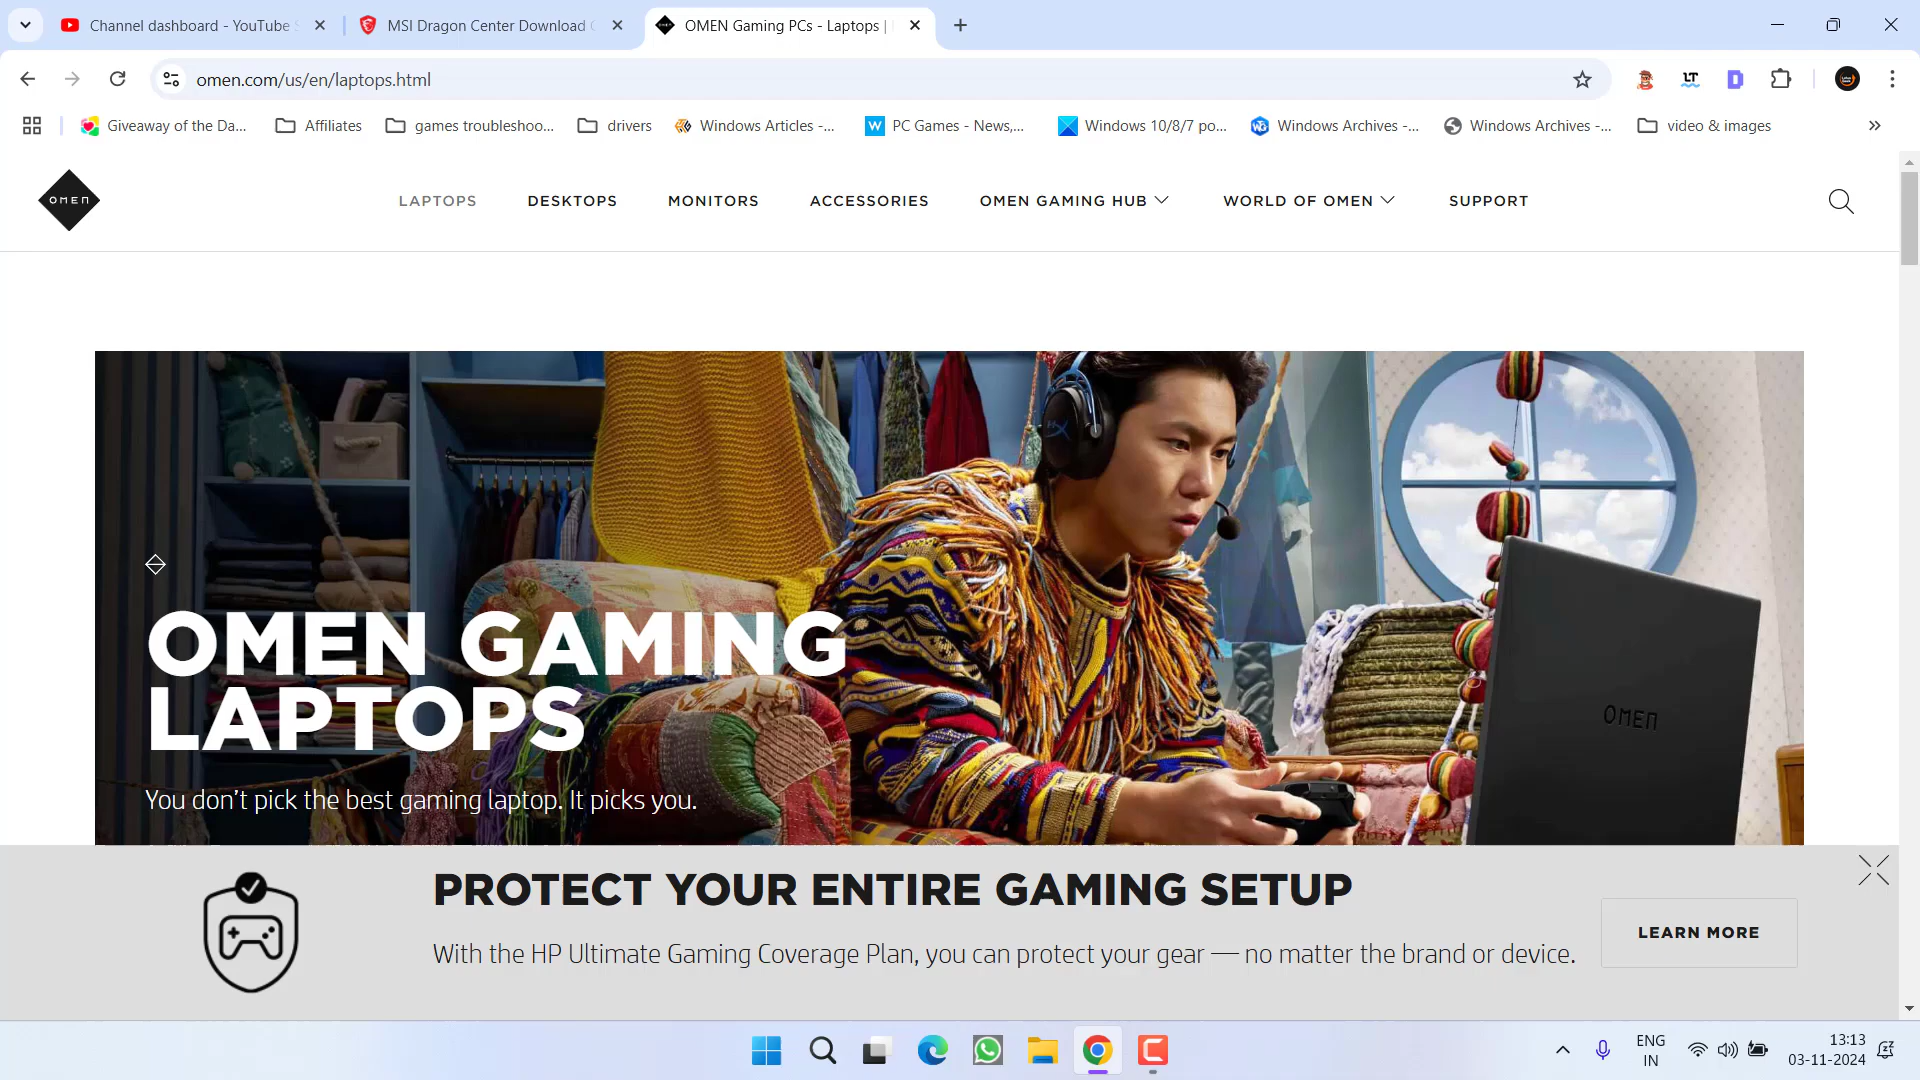 Channel dashboard - YouTube S
MSI Dragon Center Download
OMEN Gaming PCs - Laptops |
omen.com/us/en/laptops.html
LT
Giveaway of the Da...
Affiliates
games troubleshoo...
drivers
Windows Articles -...
PC Games - News,...
Windows 10/8/7 po...
Windows Archives -...
Windows Archives -...
video & images
OMEN
LAPTOPS
DESKTOPS
MONITORS
ACCESSORIES
OMEN GAMING HUB
WORLD OF OMEN
SUPPORT
OMEN GAMING
LAPTOPS
You don’t pick the best gaming laptop. It picks you.
OMEN
PROTECT YOUR ENTIRE GAMING SETUP
With the HP Ultimate Gaming Coverage Plan, you can protect your gear — no matter the brand or device.
LEARN MORE
ENG
IN
13:13
03-11-2024